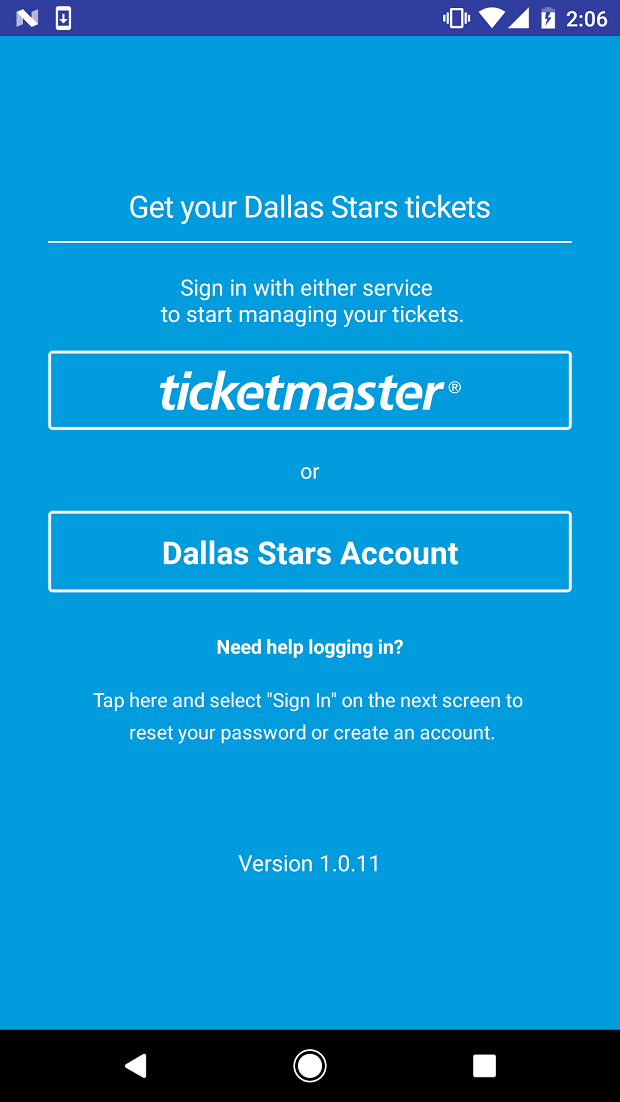 2:06
Get your Dallas Stars tickets
Sign in with either service
to start managing your tickets.
ticketmaster®
or
Dallas Stars Account
Need help logging in?
Tap here and select "Sign In" on the next screen to
reset your password or create an account.
Version 1.0.11